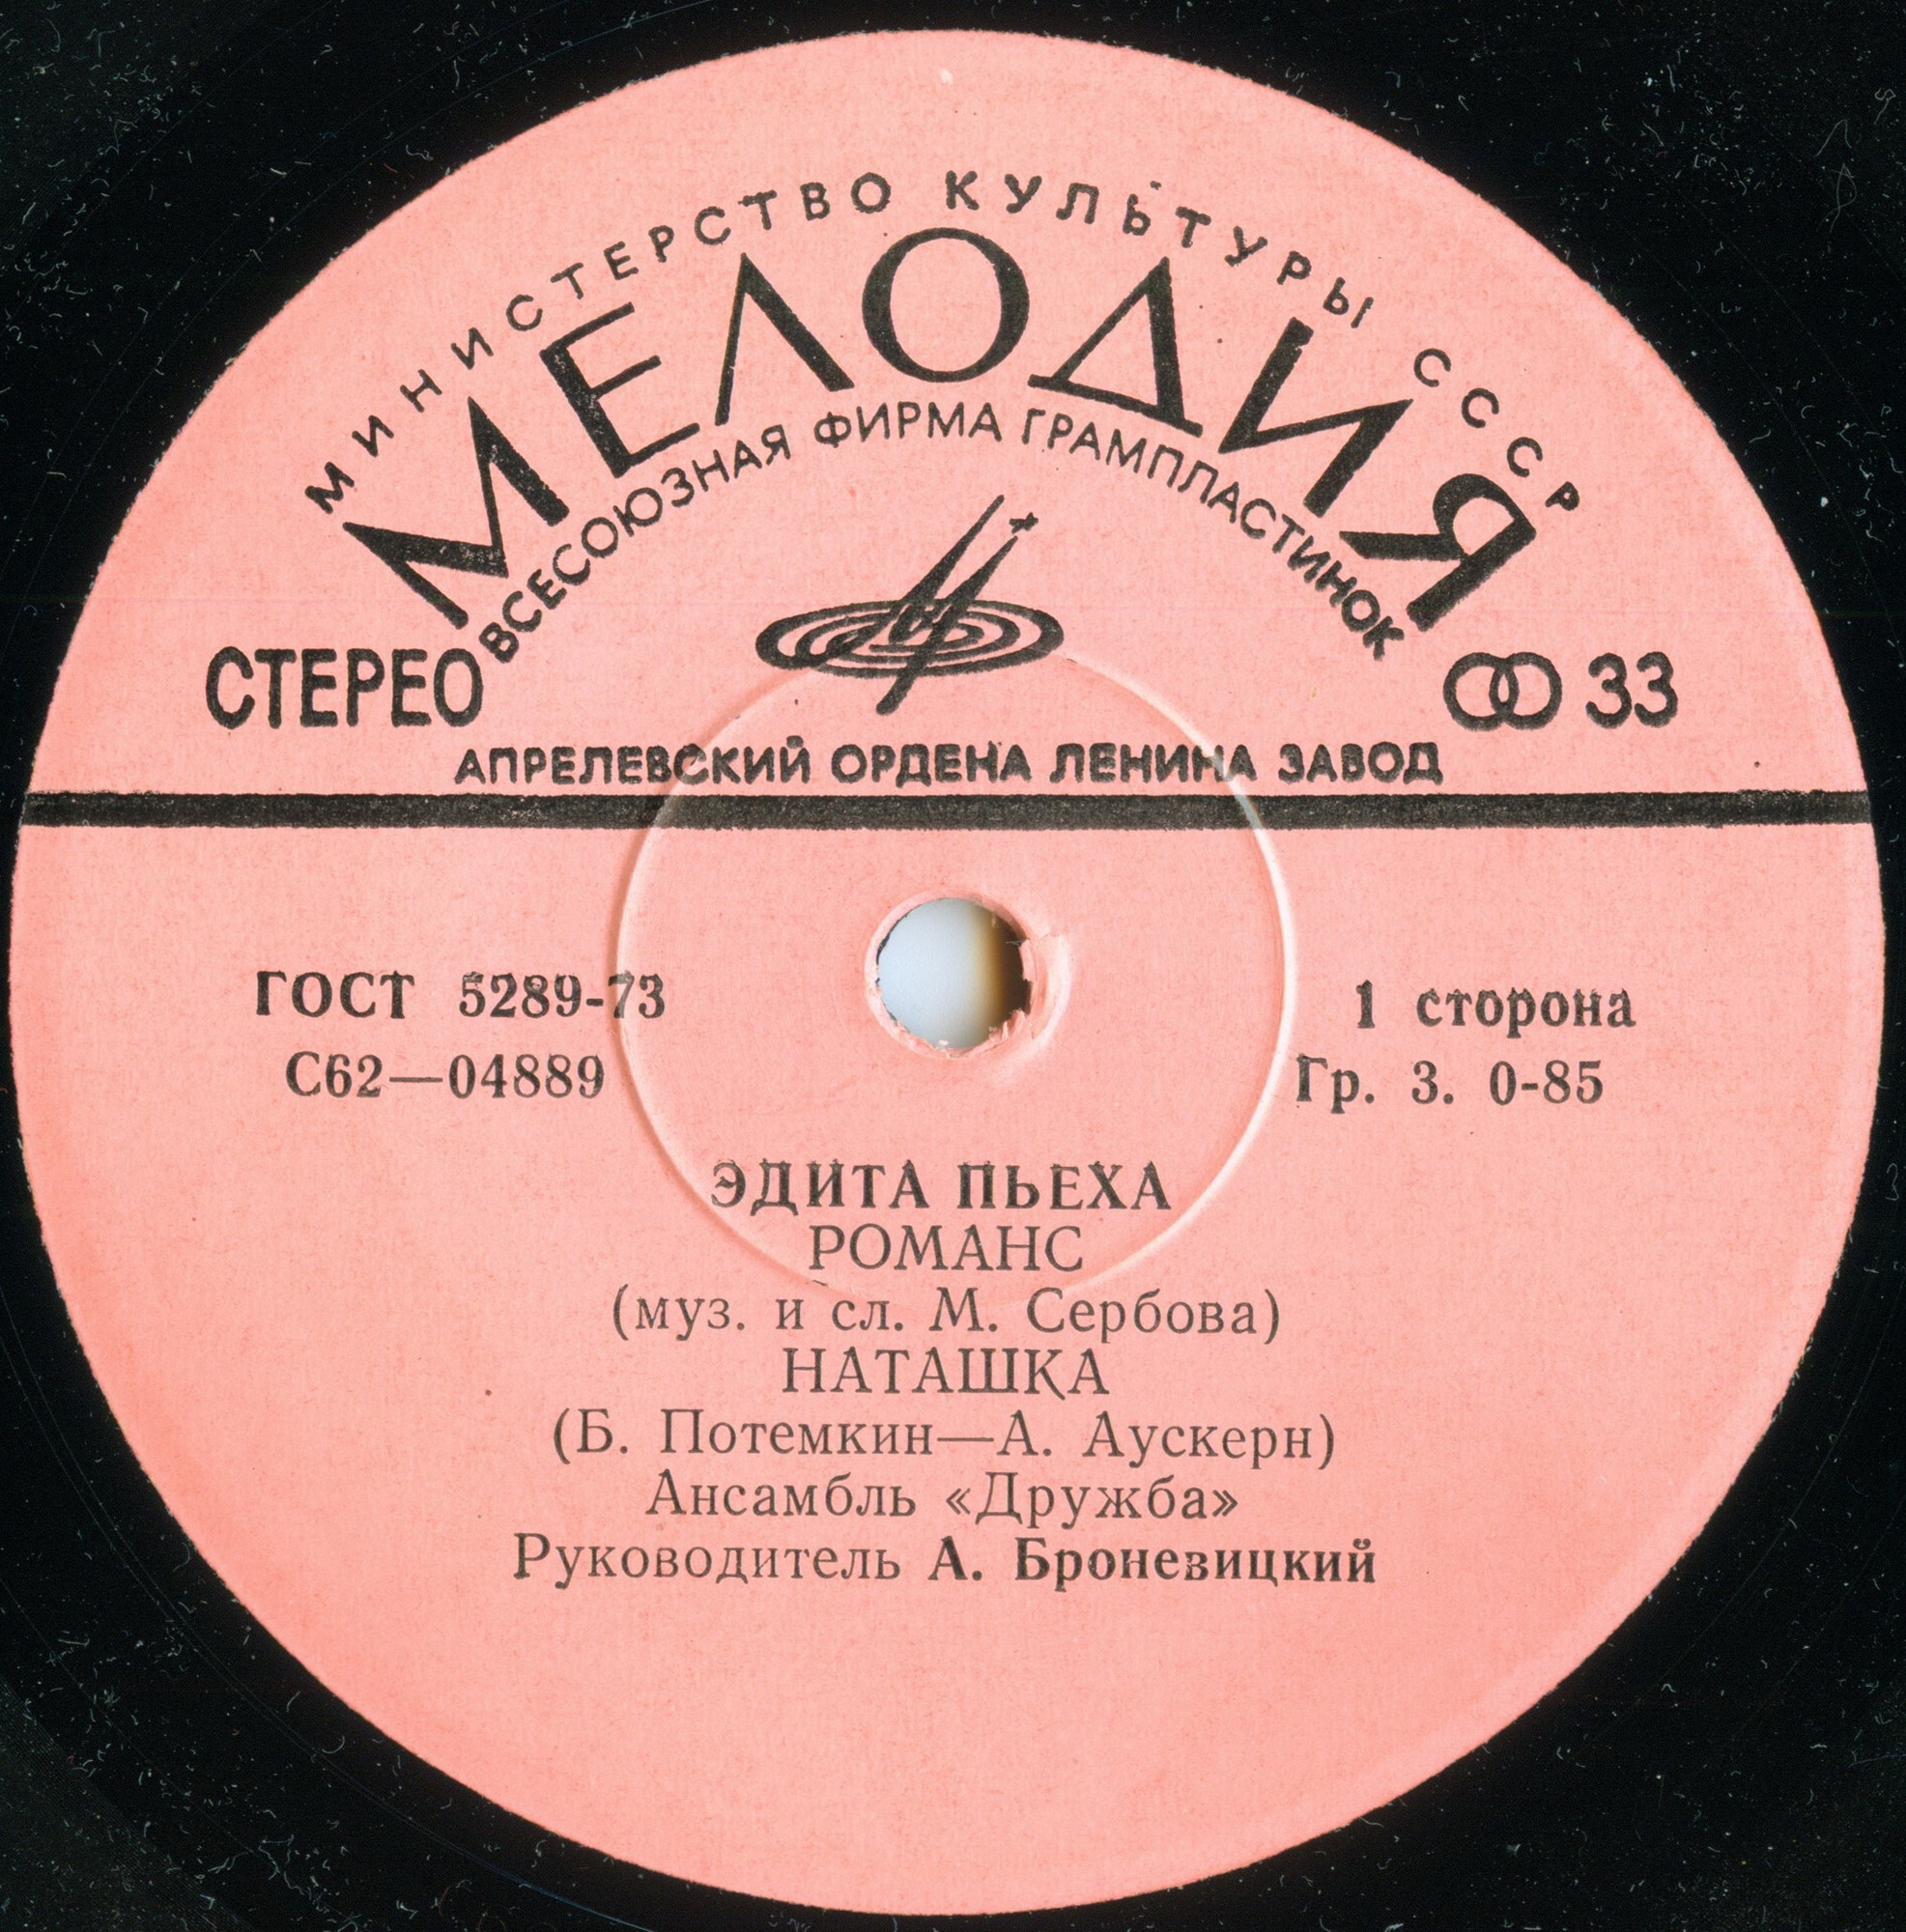 МИНИСТЕРСТВО КУЛЬТУРЫ СССР
МЕЛОДИЯ
ВСЕСОЮЗНАЯ ФИРМА ГРАМПЛАСТИНОК
СТЕРЕО
33
АПРЕЛЕВСКИЙ ОРДЕНА ЛЕНИНА ЗАВОД
ГОСТ 5289-73
С62—04889
1 сторона
Гр. 3. 0-85
ЭДИТА ПЬЕХА
РОМАНС
(муз. и сл. М. Сербова)
НАТАШКА
(Б. Потемкин—А. Аускерн)
Ансамбль «Дружба»
Руководитель А. Броневицкий